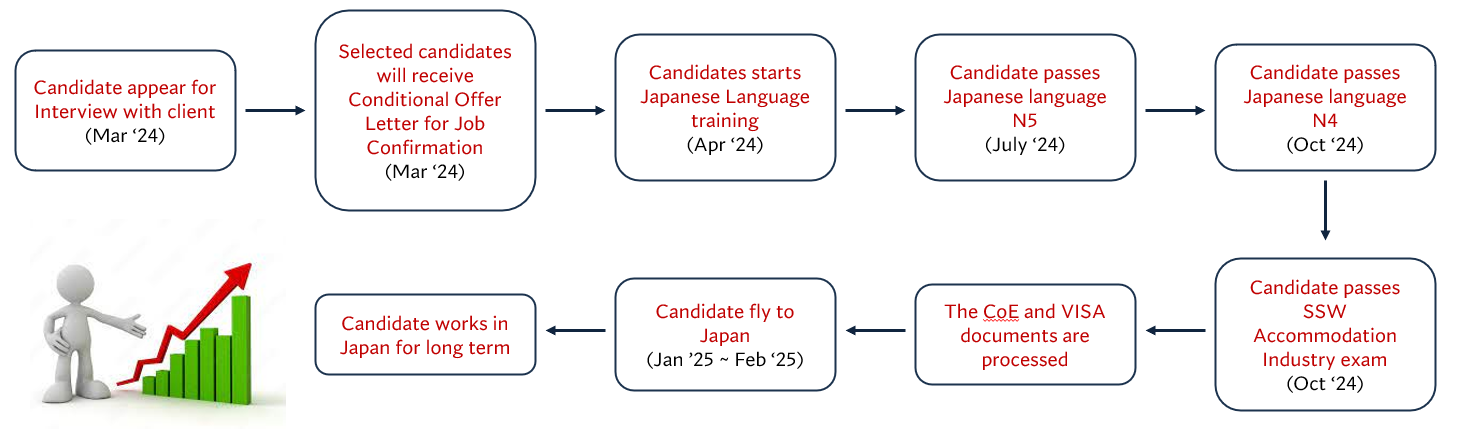 Candidate appear for
Interview with client
(Mar ‘24)
Selected candidates
will receive
Conditional Offer
Letter for Job
Confirmation
(Mar ‘24)
Candidates starts
Japanese Language
training
(Apr ‘24)
Candidate passes
Japanese language
N5
(July ‘24)
Candidate passes
Japanese language
N4
(Oct ‘24)
Candidate passes
SSW
Accommodation
Industry exam
(Oct ‘24)
The CoE and VISA
documents are
processed
Candidate fly to
Japan
(Jan ’25 ~ Feb ‘25)
Candidate works in
Japan for long term